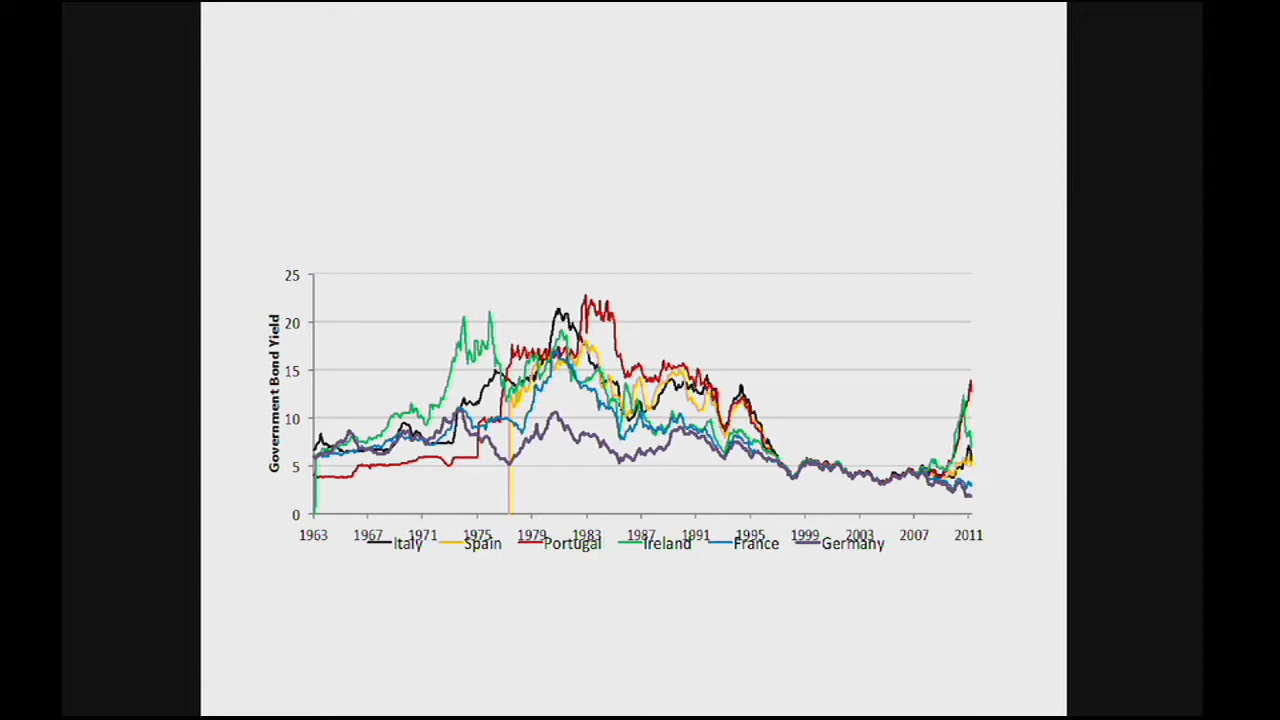 Government Bond Yield
25
20
15
10
5
0
1963 1967 1971 1975 1979 1983 1987 1991 1995 1999 2003 2007 2011
Italy Spain Portugal Ireland France Germany